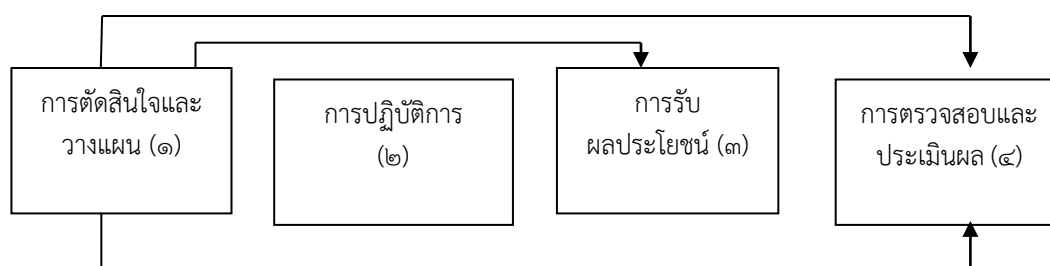 การตัดสินใจและ
วางแผน (๑)
การปฏิบัติการ
(๒)
การรับ
ผลประโยชน์ (๓)
การตรวจสอบและ
ประเมินผล (๔)